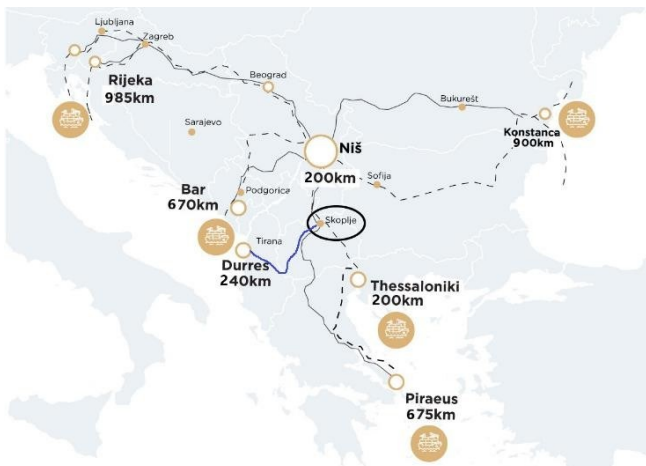 Ljubljana
Zagreb
Rijeka
985km
Beograd
Bukurešt
Konstanca
900km
Sarajevo
Niš
200km
Sofija
Bar
670km
Podgorica
Skoplje
Tirana
Durres
240km
Thessaloniki
200km
Piraeus
675km